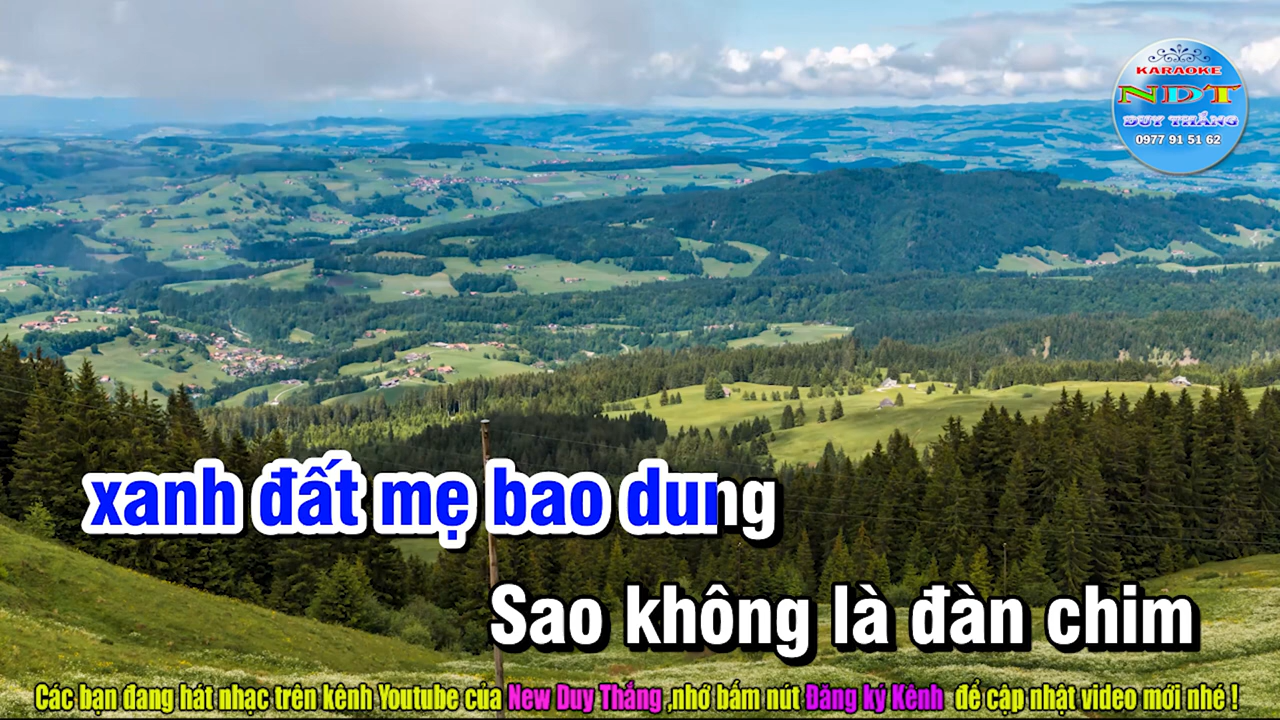 KARAOKE
NDT
DUY THẮNG
0977 91 51 62
xanh đất mẹ bao dung
Sao không là đàn chim
Các bạn đang hát nhạc trên kênh Youtube của New Duy Thắng ,nhớ bấm nút Đăng ký Kênh để cập nhật video mới nhé !